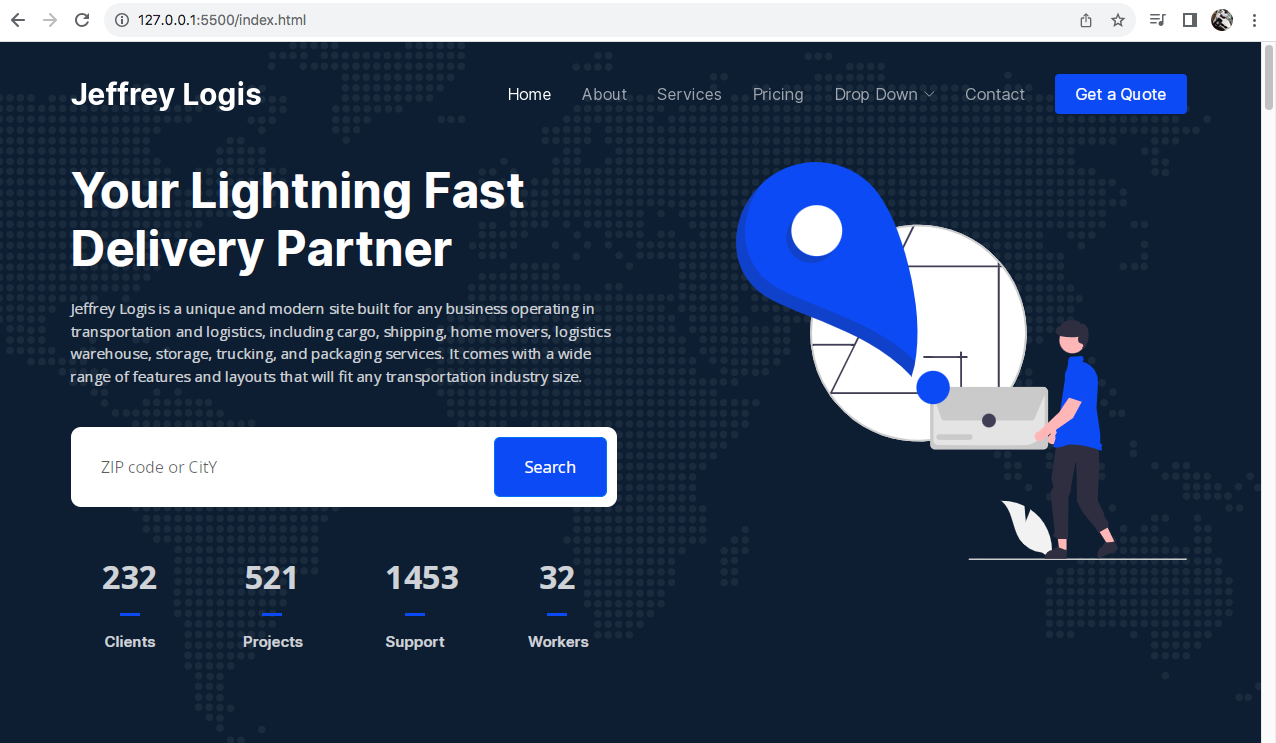 127.0.0.1:5500/index.html
Jeffrey Logis
Home
About
Services
Pricing
Drop Down
Contact
Get a Quote
Your Lightning Fast
Delivery Partner
Jeffrey Logis is a unique and modern site built for any business operating in
transportation and logistics, including cargo, shipping, home movers, logistics
warehouse, storage, trucking, and packaging services. It comes with a wide
range of features and layouts that will fit any transportation industry size.
ZIP code or CitY
Search
232
521
1453
32
Clients
Projects
Support
Workers